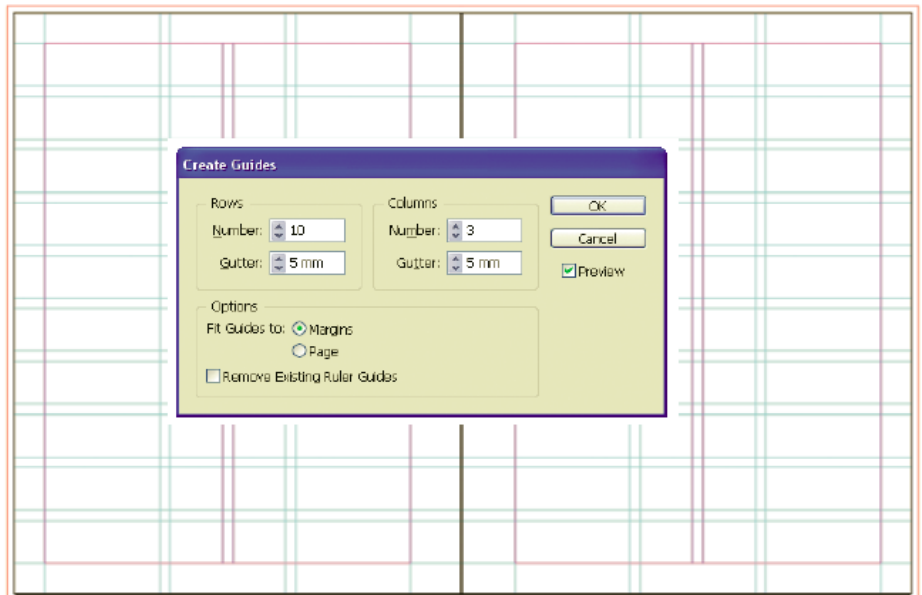 Create Guides
Rows
Number: 10
Gutter: 5 mm
Columns
Number: 3
Gutter: 5 mm
OK
Cancel
Preview
Options
Fit Guides to: Margins
Page
Remove Existing Ruler Guides